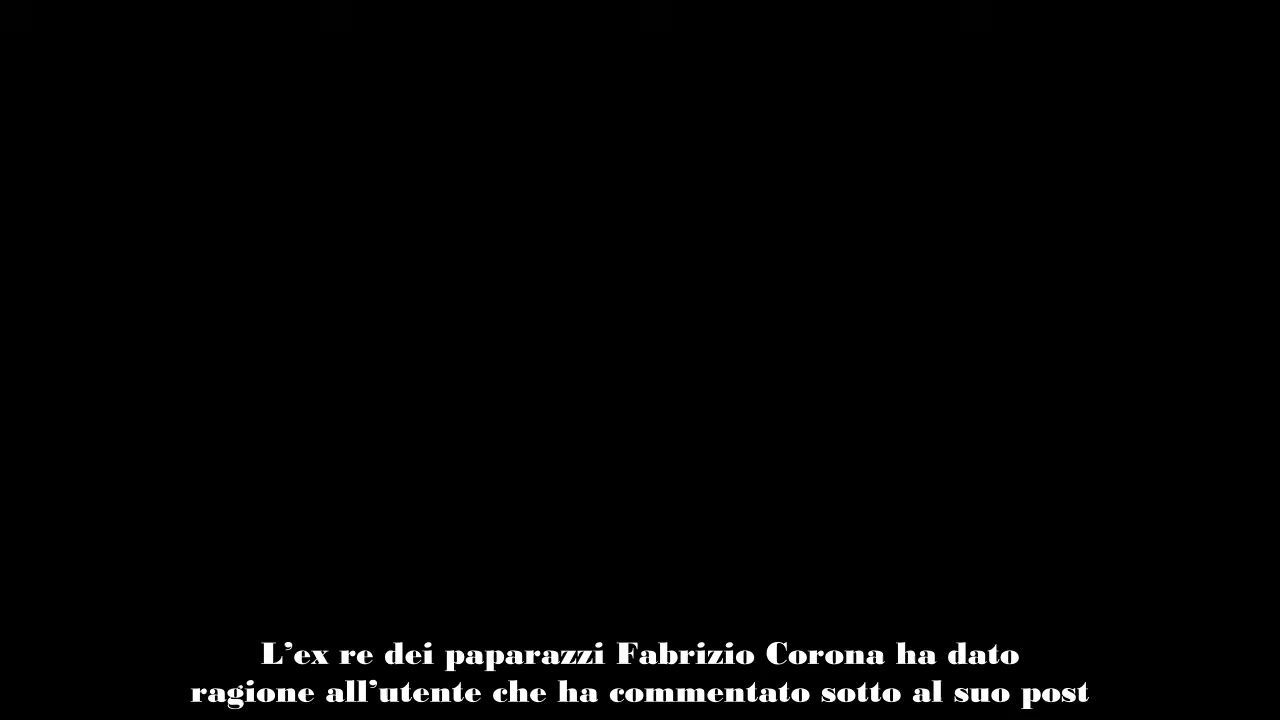 L’ex re dei paparazzi Fabrizio Corona ha dato
ragione all’utente che ha commentato sotto al suo post